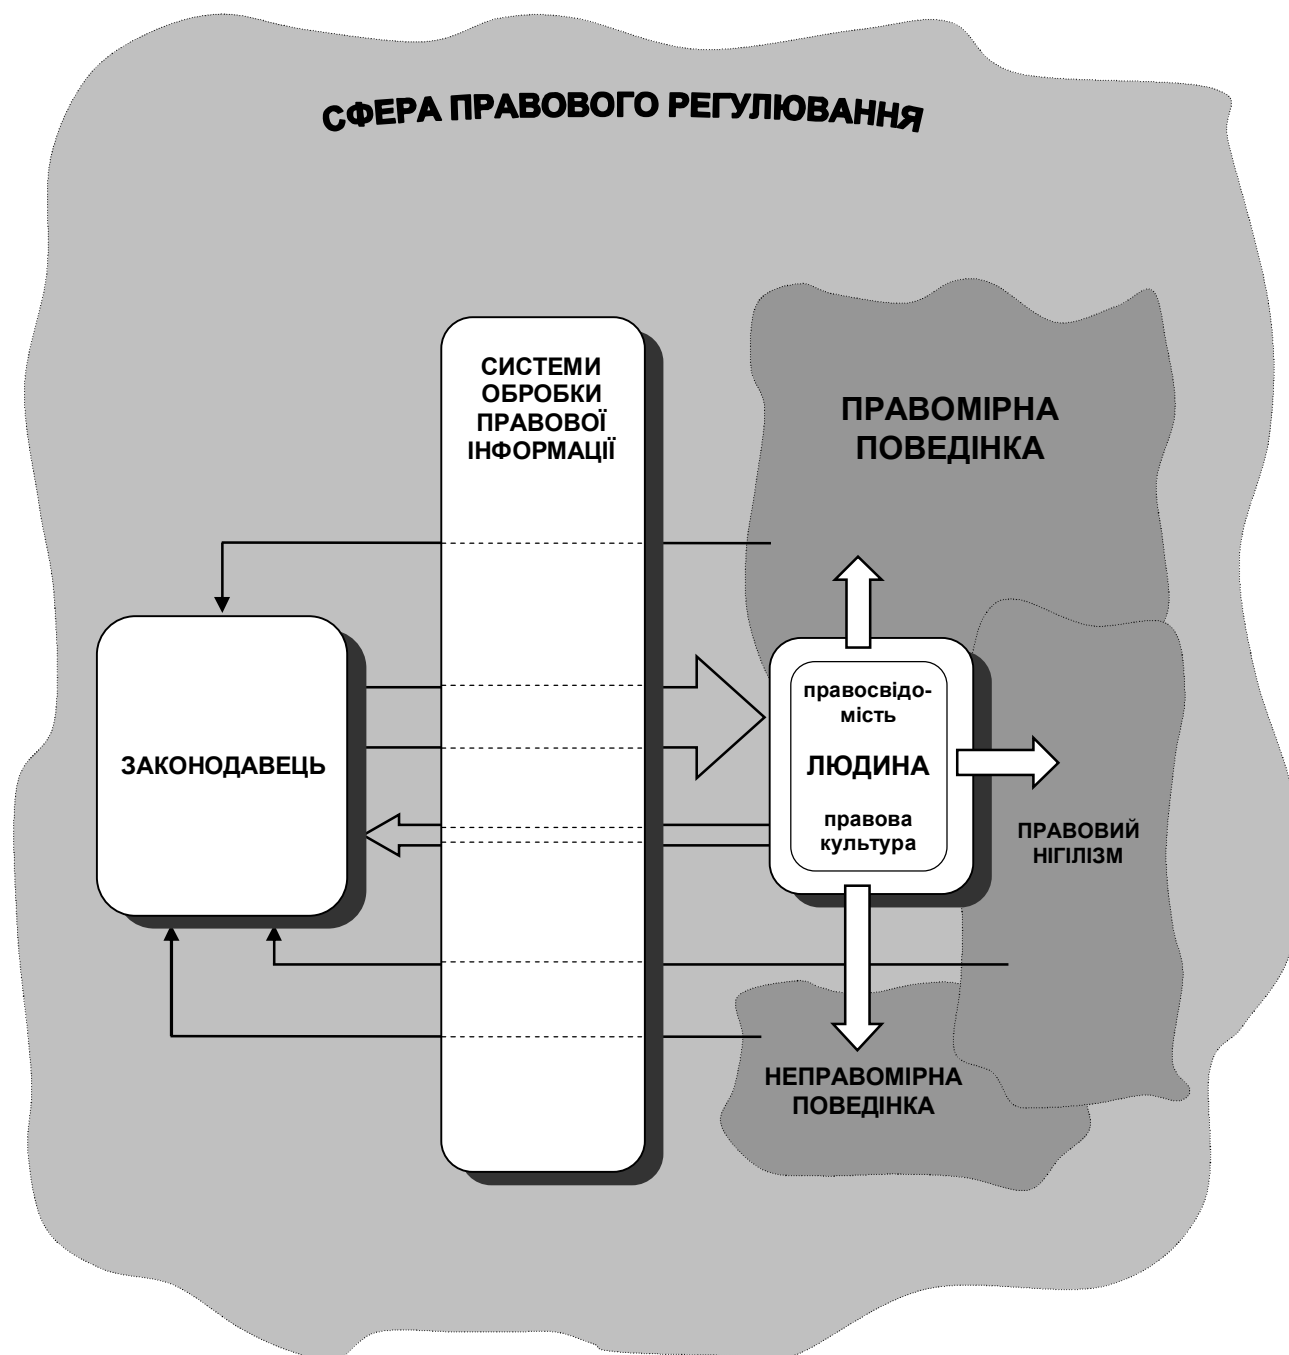 СФЕРА ПРАВОВОГО РЕГУЛЮВАННЯ
СИСТЕМИ
ОБРОБКИ
ПРАВОВОЇ
ІНФОРМАЦІЇ
ПРАВОМІРНА
ПОВЕДІНКА
ЗАКОНОДАВЕЦЬ
правосвідо-
мість
ЛЮДИНА
правова
культура
ПРАВОВИЙ
НІГІЛІЗМ
НЕПРАВОМІРНА
ПОВЕДІНКА